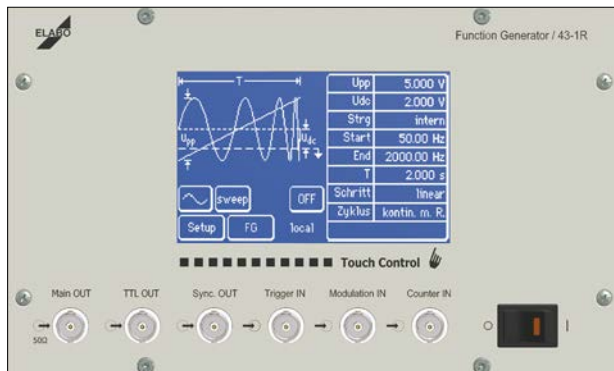 ELABO
Function Generator / 43-1R
T
Upp
Udc
Upp 5.000 V
Udc 2.000 V
Strg intern
Start 50.00 Hz
End 2000.00 Hz
T 2.000 s
Schritt linear
Zyklus kontin. m. R.
sweep
OFF
Setup
FG
local
Touch Control
Main OUT
TTL OUT
Sync. OUT
Trigger IN
Modulation IN
Counter IN
50Ω
O
I